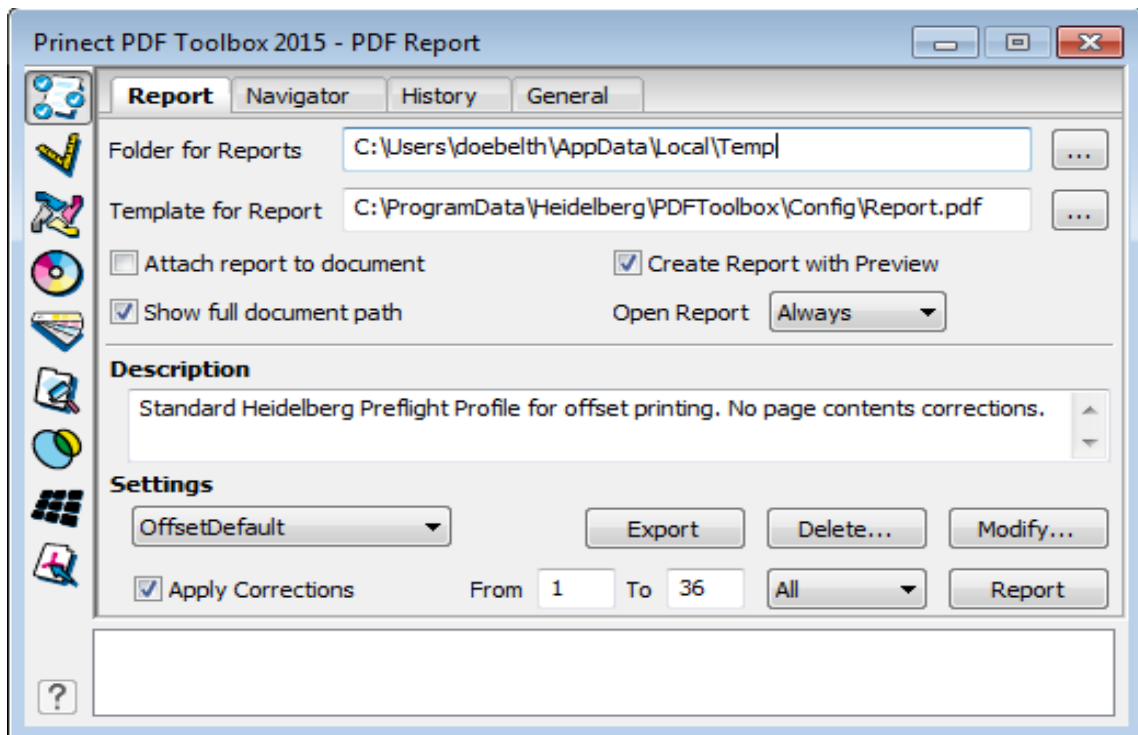 Prinect PDF Toolbox 2015 - PDF Report
Report Navigator History General
Folder for Reports C:\Users\doebelth\AppData\Local\Temp ...
Template for Report C:\ProgramData\Heidelberg\PDFToolbox\Config\Report.pdf ...
Attach report to document Create Report with Preview
Show full document path Open Report Always
Description
Standard Heidelberg Preflight Profile for offset printing. No page contents corrections.
Settings
OffsetDefault Export Delete... Modify...
Apply Corrections From 1 To 36 All Report
?